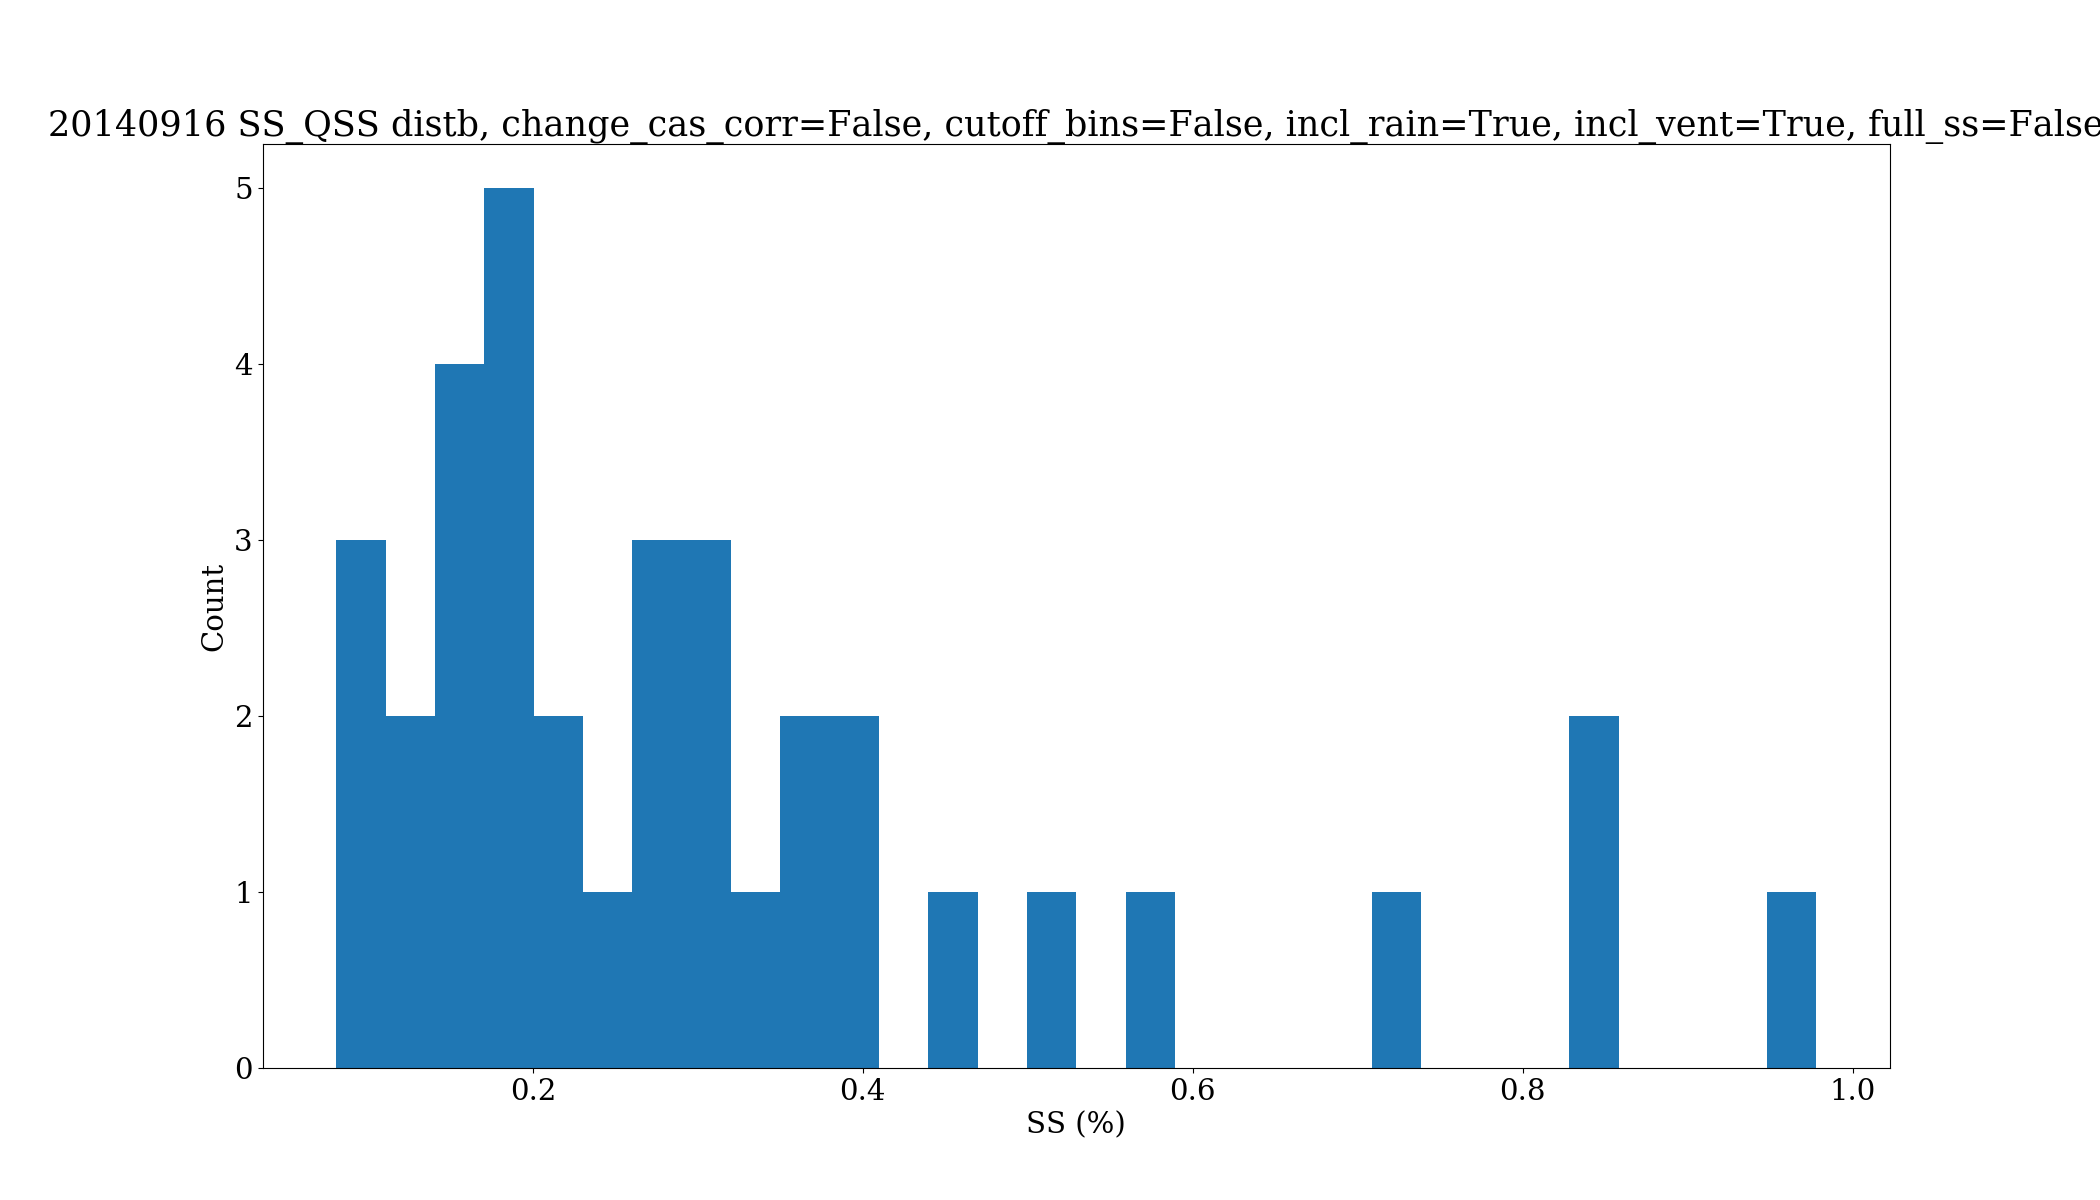 20140916 SS_QSS distb, change_cas_corr=False, cutoff_bins=False, incl_rain=True, incl_vent=True, full_ss=False
5
4
3
2
1
0
Count
0.2 0.4 0.6 0.8 1.0
SS (%)